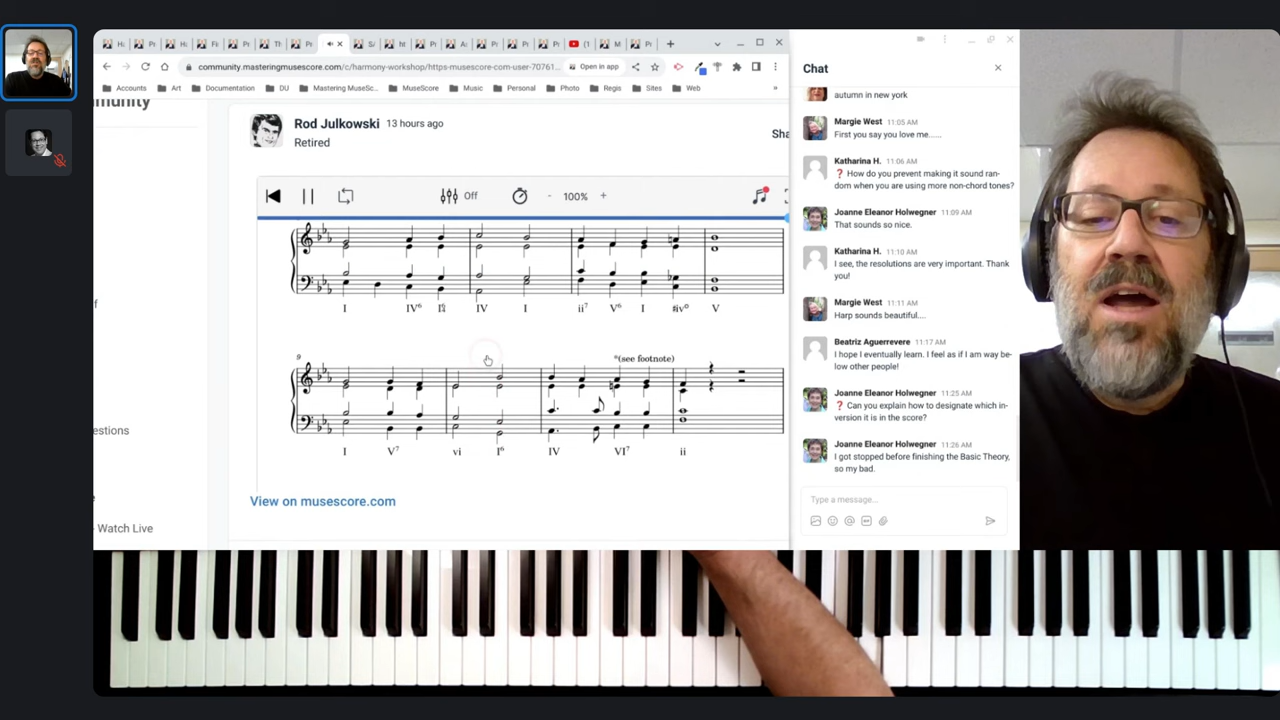 community.masteringmusescore.com/c/harmony-workshop/https-musescore-com-user-70761...
Open in app
Accounts
Art
Documentation
DU
Mastering MuseSc...
MuseScore
Music
Personal
Photo
Regis
Sites
Web
»
Rod Julkowski 13 hours ago
Retired
Sha
Off
- 100% +
I IV⁶ IV I ii⁷ V⁶ I V
9
*(see footnote)
I V⁷ vi I⁶ IV VI⁷ ii
View on musescore.com
estions
- Watch Live
Chat
autumn in new york
Margie West 11:05 AM
First you say you love me.....
Katharina H. 11:06 AM
❓ How do you prevent making it sound ran-
dom when you are using more non-chord tones?
Joanne Eleanor Holwegner 11:09 AM
That sounds so nice.
Katharina H. 11:10 AM
I see, the resolutions are very important. Thank
you!
Margie West 11:11 AM
Harp sounds beautiful....
Beatriz Aguerrevere 11:17 AM
I hope I eventually learn. I feel as if I am way be-
low other people!
Joanne Eleanor Holwegner 11:25 AM
❓ Can you explain how to designate which in-
version it is in the score?
Joanne Eleanor Holwegner 11:26 AM
I got stopped before finishing the Basic Theory,
so my bad.
Type a message...